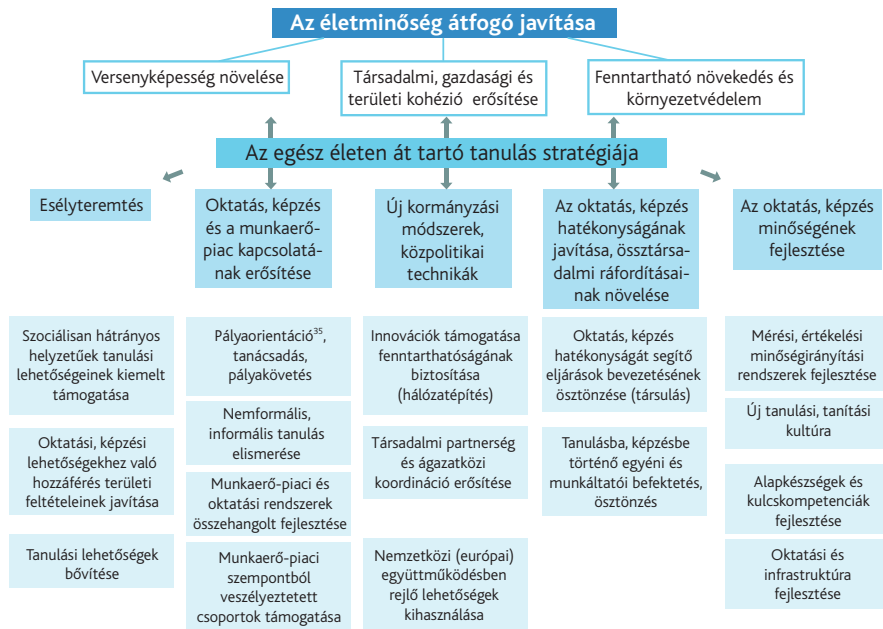 Az életminőség átfogó javítása
Versenyképesség növelése
Társadalmi, gazdasági és
területi kohézió erősítése
Fenntartható növekedés és
környezetvédelem
Az egész életen át tartó tanulás stratégiája
Esélyteremtés
Oktatás, képzés
és a munkaerő-
piac kapcsolatá-
nak erősítése
Új kormányzási
módszerek,
közpolitikai
technikák
Az oktatás, képzés
hatékonyságának
javítása, össztársa-
dalmi ráfordításai-
nak növelése
Az oktatás, képzés
minőségének
fejlesztése
Szociálisan hátrányos
helyzetűek tanulási
lehetőségeinek kiemelt
támogatása
Oktatási, képzési
lehetőségekhez való
hozzáférés területi
feltételeinek javítása
Tanulási lehetőségek
bővítése
Pályaorientáció³⁵,
tanácsadás,
pályakövetés
Nemformális,
informális tanulás
elismerése
Munkaerő-piaci és
oktatási rendszerek
összehangolt fejlesztése
Munkaerő-piaci
szempontból
veszélyeztetett
csoportok támogatása
Innovációk támogatása
fenntarthatóságának
biztosítása
(hálózatépítés)
Társadalmi partnerség
és ágazatközi
koordináció erősítése
Nemzetközi (európai)
együttműködésben
rejlő lehetőségek
kihasználása
Oktatás, képzés
hatékonyságát segítő
eljárások bevezetésének
ösztönzése (társulás)
Tanulásba, képzésbe
történő egyéni és
munkáltatói befektetés,
ösztönzés
Mérési, értékelési
minőségirányítási
rendszerek fejlesztése
Új tanulási, tanítási
kultúra
Alapkészségek és
kulcskompetenciák
fejlesztése
Oktatási és
infrastruktúra
fejlesztése